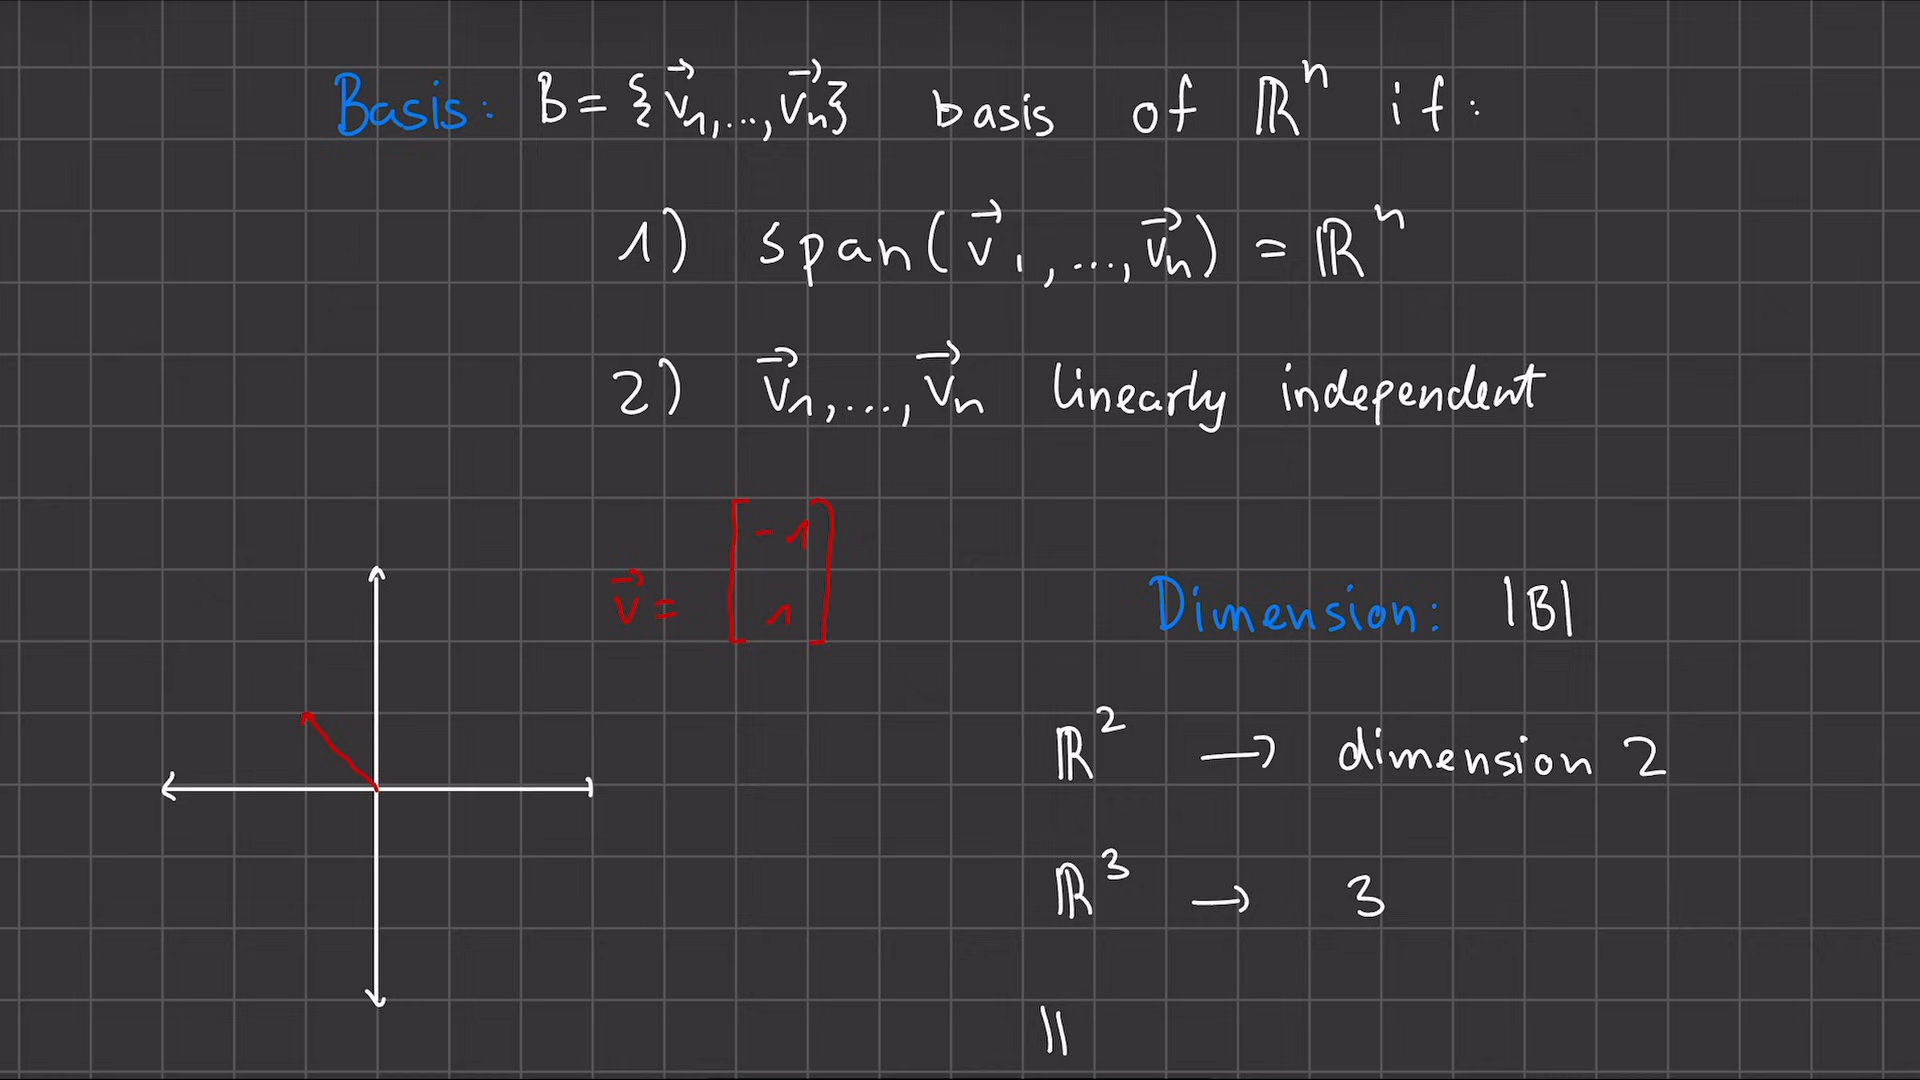 Basis: B = {v⃗₁,...,v⃗ₙ} basis of ℝⁿ if:
1) span(v⃗₁,...,v⃗ₙ) = ℝⁿ
2) v⃗₁,...,v⃗ₙ linearly independent
v⃗ = [-1 1]
Dimension: |B|
ℝ² → dimension 2
ℝ³ → 3